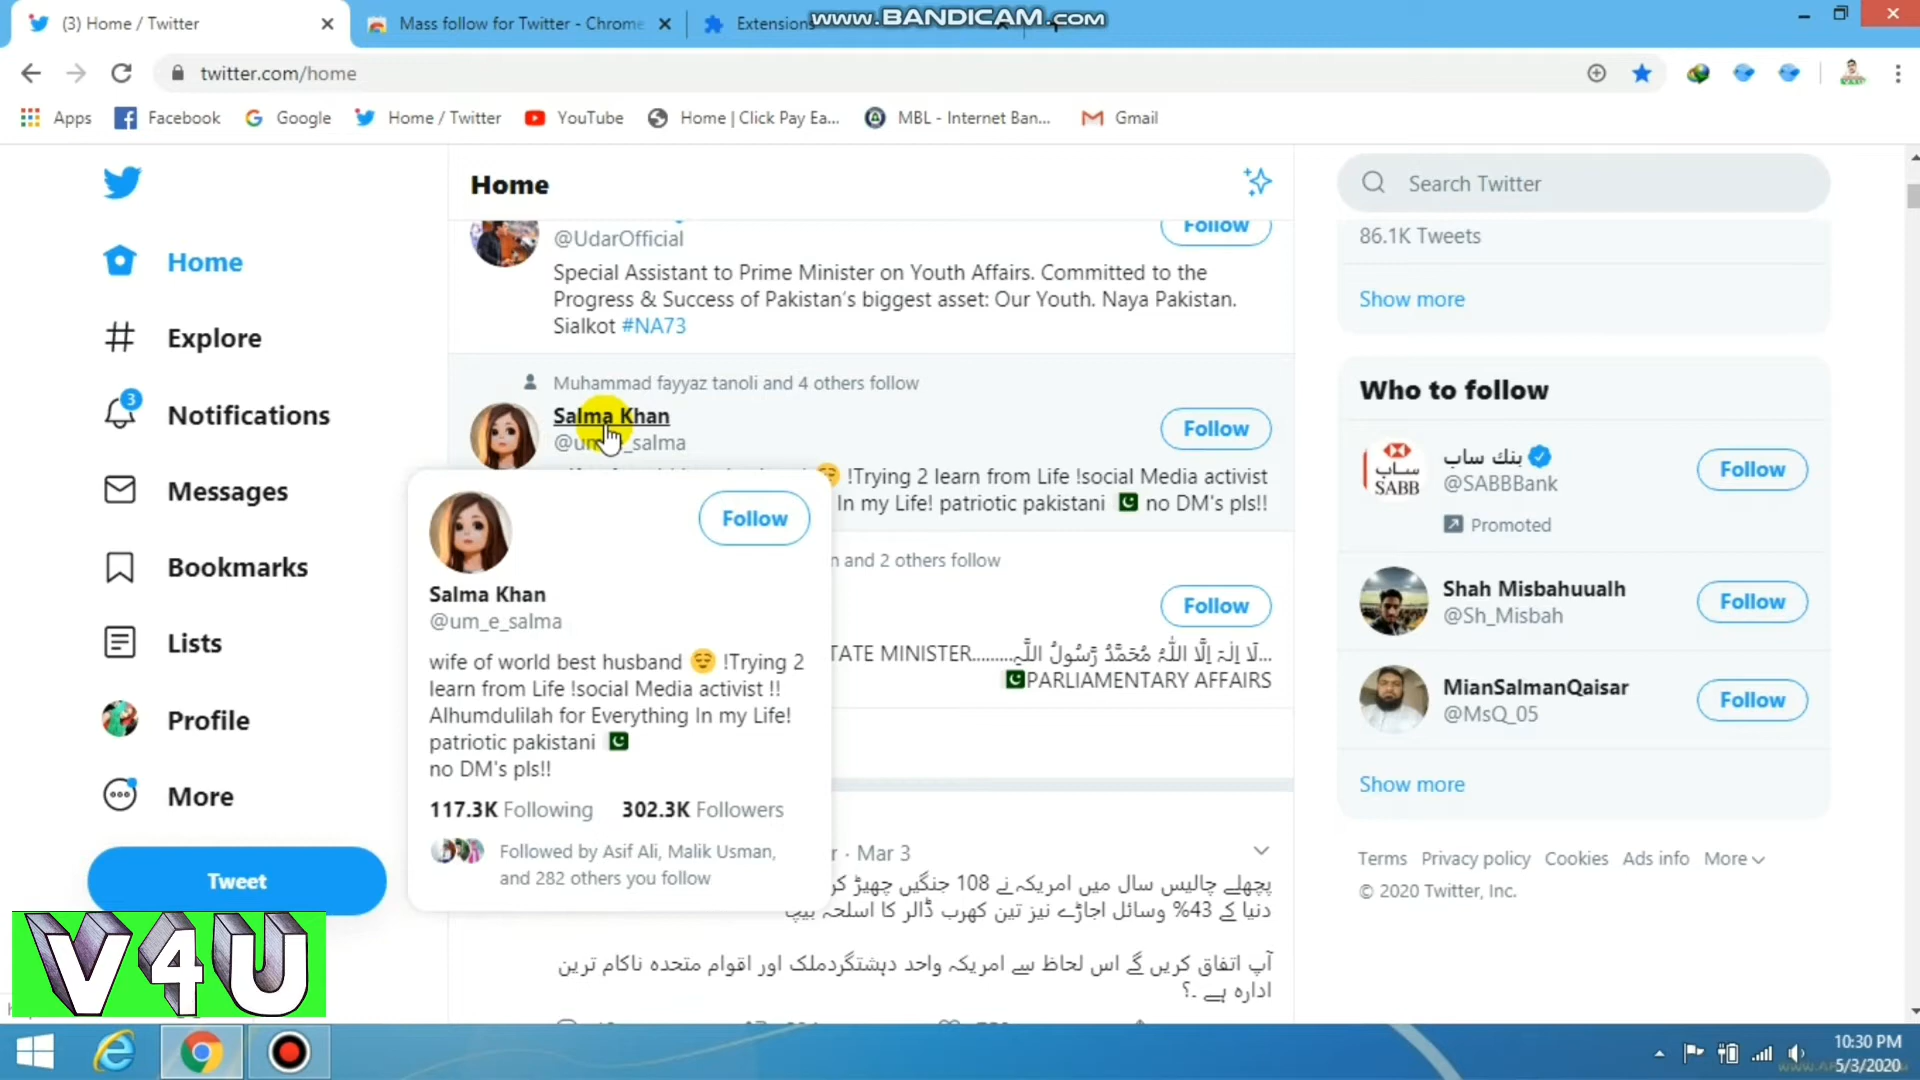 (3) Home / Twitter
Mass follow for Twitter - Chrome
Extensions
www.BANDICAM.com
twitter.com/home
Apps
Facebook
Google
Home / Twitter
YouTube
Home | Click Pay Ea...
MBL - Internet Ban...
Gmail
Home
Explore
3
Notifications
Messages
Bookmarks
Lists
Profile
More
Tweet
V4U
Home
@UdarOfficial
Follow
Special Assistant to Prime Minister on Youth Affairs. Committed to the
Progress & Success of Pakistan's biggest asset: Our Youth. Naya Pakistan.
Sialkot #NA73
Muhammad fayyaz tanoli and 4 others follow
Salma Khan
_salma
Follow
!Trying 2 learn from Life !social Media activist
In my Life! patriotic pakistani 🇵🇰 no DM's pls!!
and 2 others follow
Follow
TATE MINISTER.........لَا اِلٰهَ اِلَّا اللّٰهُ مُحَمَّدٌ رَّسُولُ اللّٰهِ...
🇵🇰PARLIAMENTARY AFFAIRS
Follow
Salma Khan
@um_e_salma
wife of world best husband 😌 !Trying 2
learn from Life !social Media activist !!
Alhumdulilah for Everything In my Life!
patriotic pakistani 🇵🇰
no DM's pls!!
117.3K Following 302.3K Followers
Followed by Asif Ali, Malik Usman,
and 282 others you follow
· Mar 3
پچھلے چالیس سال میں امریکہ نے 108 جنگیں چھیڑ کر
دنیا کے 43% وسائل اجاڑے نیز تین کھرب ڈالر کا اسلحہ بیچا
آپ اتفاق کریں گے اس لحاظ سے امریکہ واحد دہشتگردملک اور اقوام متحدہ ناکام ترین
ادارہ ہے ۔؟
Search Twitter
86.1K Tweets
Show more
Who to follow
SABB
ساب
بنك ساب
@SABBBank
Follow
Promoted
Shah Misbahuualh
@Sh_Misbah
Follow
MianSalmanQaisar
@MsQ_05
Follow
Show more
Terms Privacy policy Cookies Ads info More
© 2020 Twitter, Inc.
10:30 PM
5/3/2020